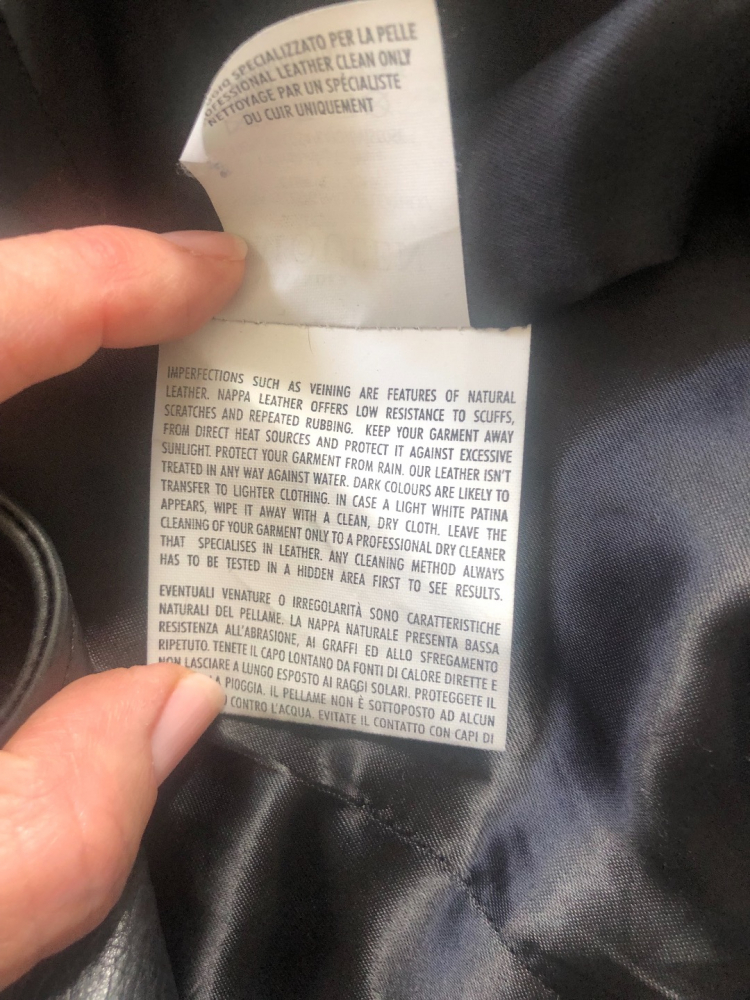 SPECIALIZZATO PER LA PELLE
PROFESSIONAL LEATHER CLEAN ONLY
NETTOYAGE PAR UN SPÉCIALISTE
DU CUIR UNIQUEMENT
IMPERFECTIONS SUCH AS VEINING ARE FEATURES OF NATURAL
LEATHER. NAPPA LEATHER OFFERS LOW RESISTANCE TO SCUFFS,
SCRATCHES AND REPEATED RUBBING. KEEP YOUR GARMENT AWAY
FROM DIRECT HEAT SOURCES AND PROTECT IT AGAINST EXCESSIVE
SUNLIGHT. PROTECT YOUR GARMENT FROM RAIN. OUR LEATHER ISN'T
TREATED IN ANY WAY AGAINST WATER. DARK COLOURS ARE LIKELY TO
TRANSFER TO LIGHTER CLOTHING. IN CASE A LIGHT WHITE PATINA
APPEARS, WIPE IT AWAY WITH A CLEAN, DRY CLOTH. LEAVE THE
CLEANING OF YOUR GARMENT ONLY TO A PROFESSIONAL DRY CLEANER
THAT SPECIALISES IN LEATHER. ANY CLEANING METHOD ALWAYS
HAS TO BE TESTED IN A HIDDEN AREA FIRST TO SEE RESULTS.
EVENTUALI VENATURE O IRREGOLARITÀ SONO CARATTERISTICHE
NATURALI DEL PELLAME. LA NAPPA NATURALE PRESENTA BASSA
RESISTENZA ALL'ABRASIONE, AI GRAFFI ED ALLO SFREGAMENTO
RIPETUTO. TENETE IL CAPO LONTANO DA FONTI DI CALORE DIRETTE E
NON LASCIARE A LUNGO ESPOSTO AI RAGGI SOLARI. PROTEGGETE IL
PIOGGIA. IL PELLAME NON È SOTTOPOSTO AD ALCUN
CONTRO L'ACQUA. EVITATE IL CONTATTO CON CAPI DI